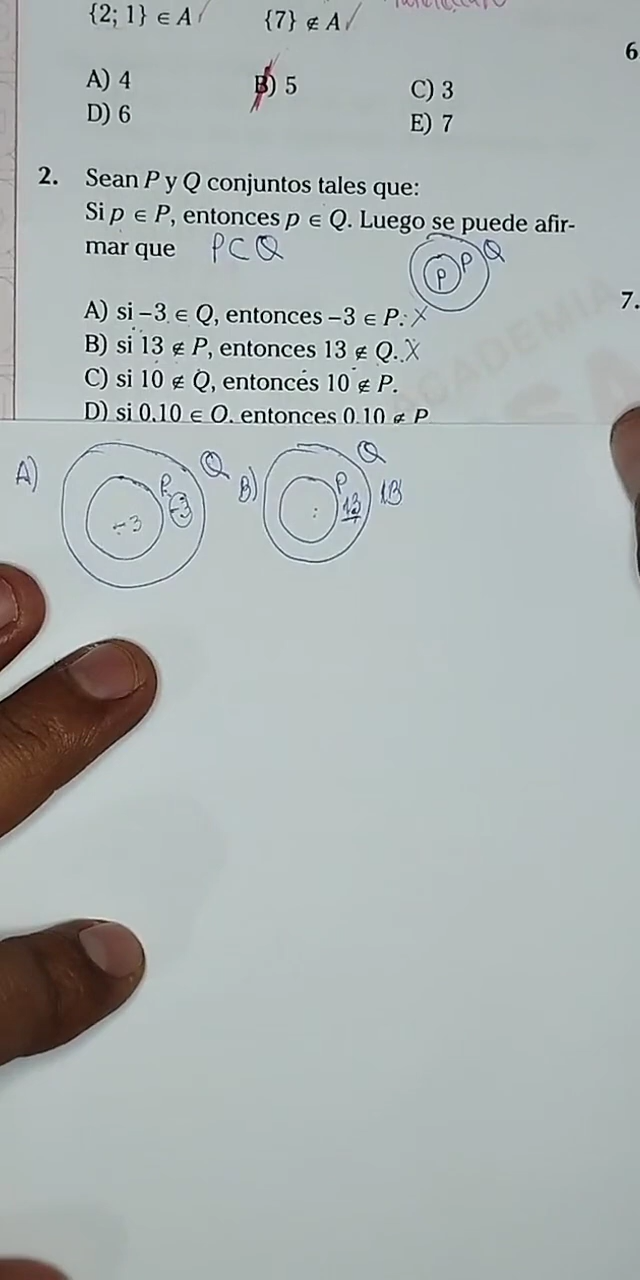 {2; 1} ∈ A {7} ∉ A
6
A) 4 B) 5 C) 3
D) 6 E) 7
2. Sean P y Q conjuntos tales que:
Si p ∈ P, entonces p ∈ Q. Luego se puede afir-
mar que P⊂Q
P P Q
7.
A) si –3 ∈ Q, entonces –3 ∈ P. X
B) si 13 ∉ P, entonces 13 ∉ Q. X
C) si 10 ∉ Q, entonces 10 ∉ P.
D) si 0,10 ∈ Q, entonces 0,10 ∉ P
ACADEMIA
A) P Q -3 -3
B) P Q 13 13